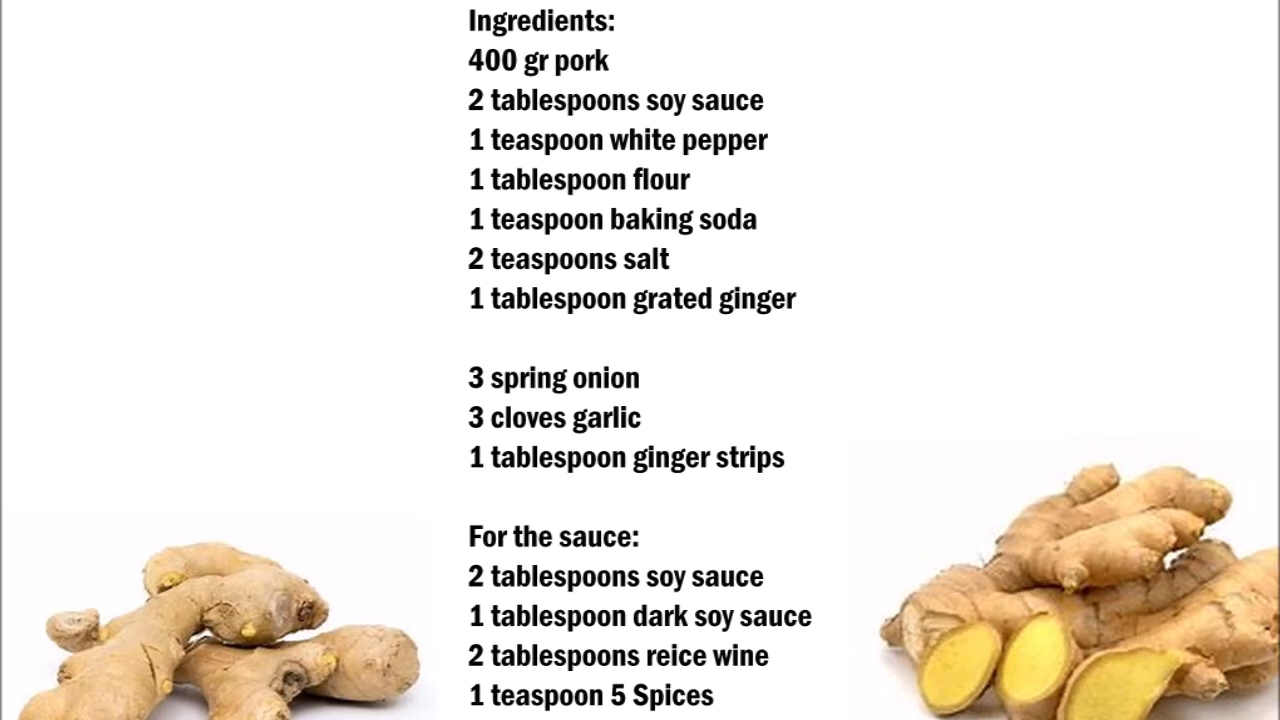 Ingredients:
400 gr pork
2 tablespoons soy sauce
1 teaspoon white pepper
1 tablespoon flour
1 teaspoon baking soda
2 teaspoons salt
1 tablespoon grated ginger
3 spring onion
3 cloves garlic
1 tablespoon ginger strips
For the sauce:
2 tablespoons soy sauce
1 tablespoon dark soy sauce
2 tablespoons reice wine
1 teaspoon 5 Spices